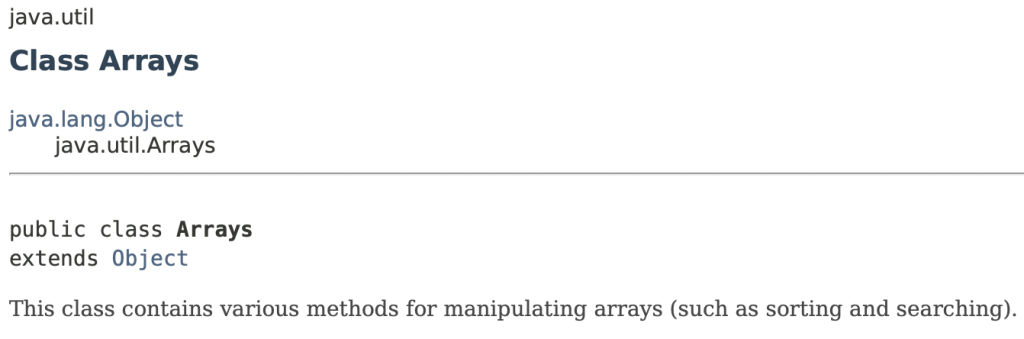 java.util
Class Arrays
java.lang.Object
java.util.Arrays
public class Arrays
extends Object
This class contains various methods for manipulating arrays (such as sorting and searching).